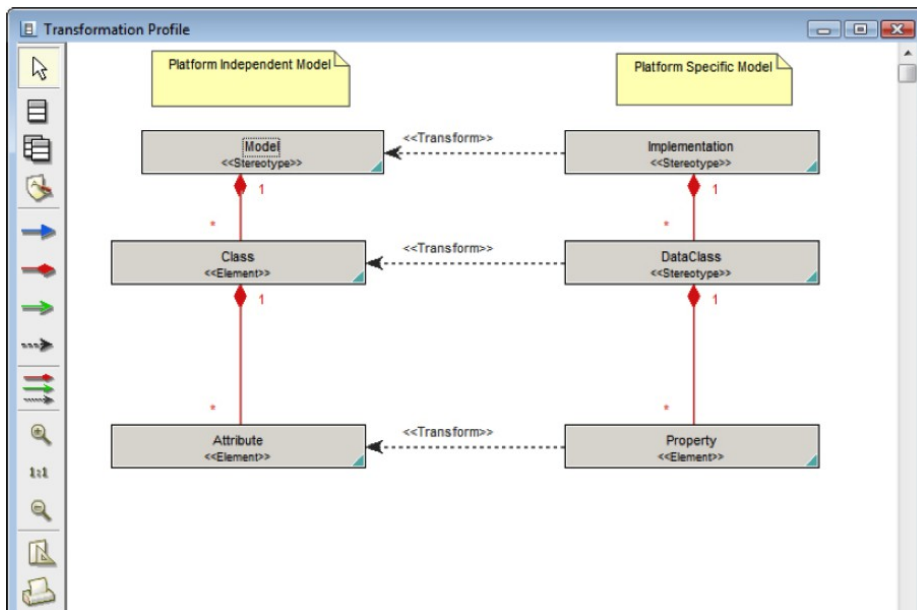 Transformation Profile
Platform Independent Model
Platform Specific Model
Model
<<Stereotype>>
<<Transform>>
Implementation
<<Stereotype>>
1
1
*
*
Class
<<Element>>
<<Transform>>
DataClass
<<Stereotype>>
1
1
*
*
Attribute
<<Element>>
<<Transform>>
Property
<<Element>>
1:1